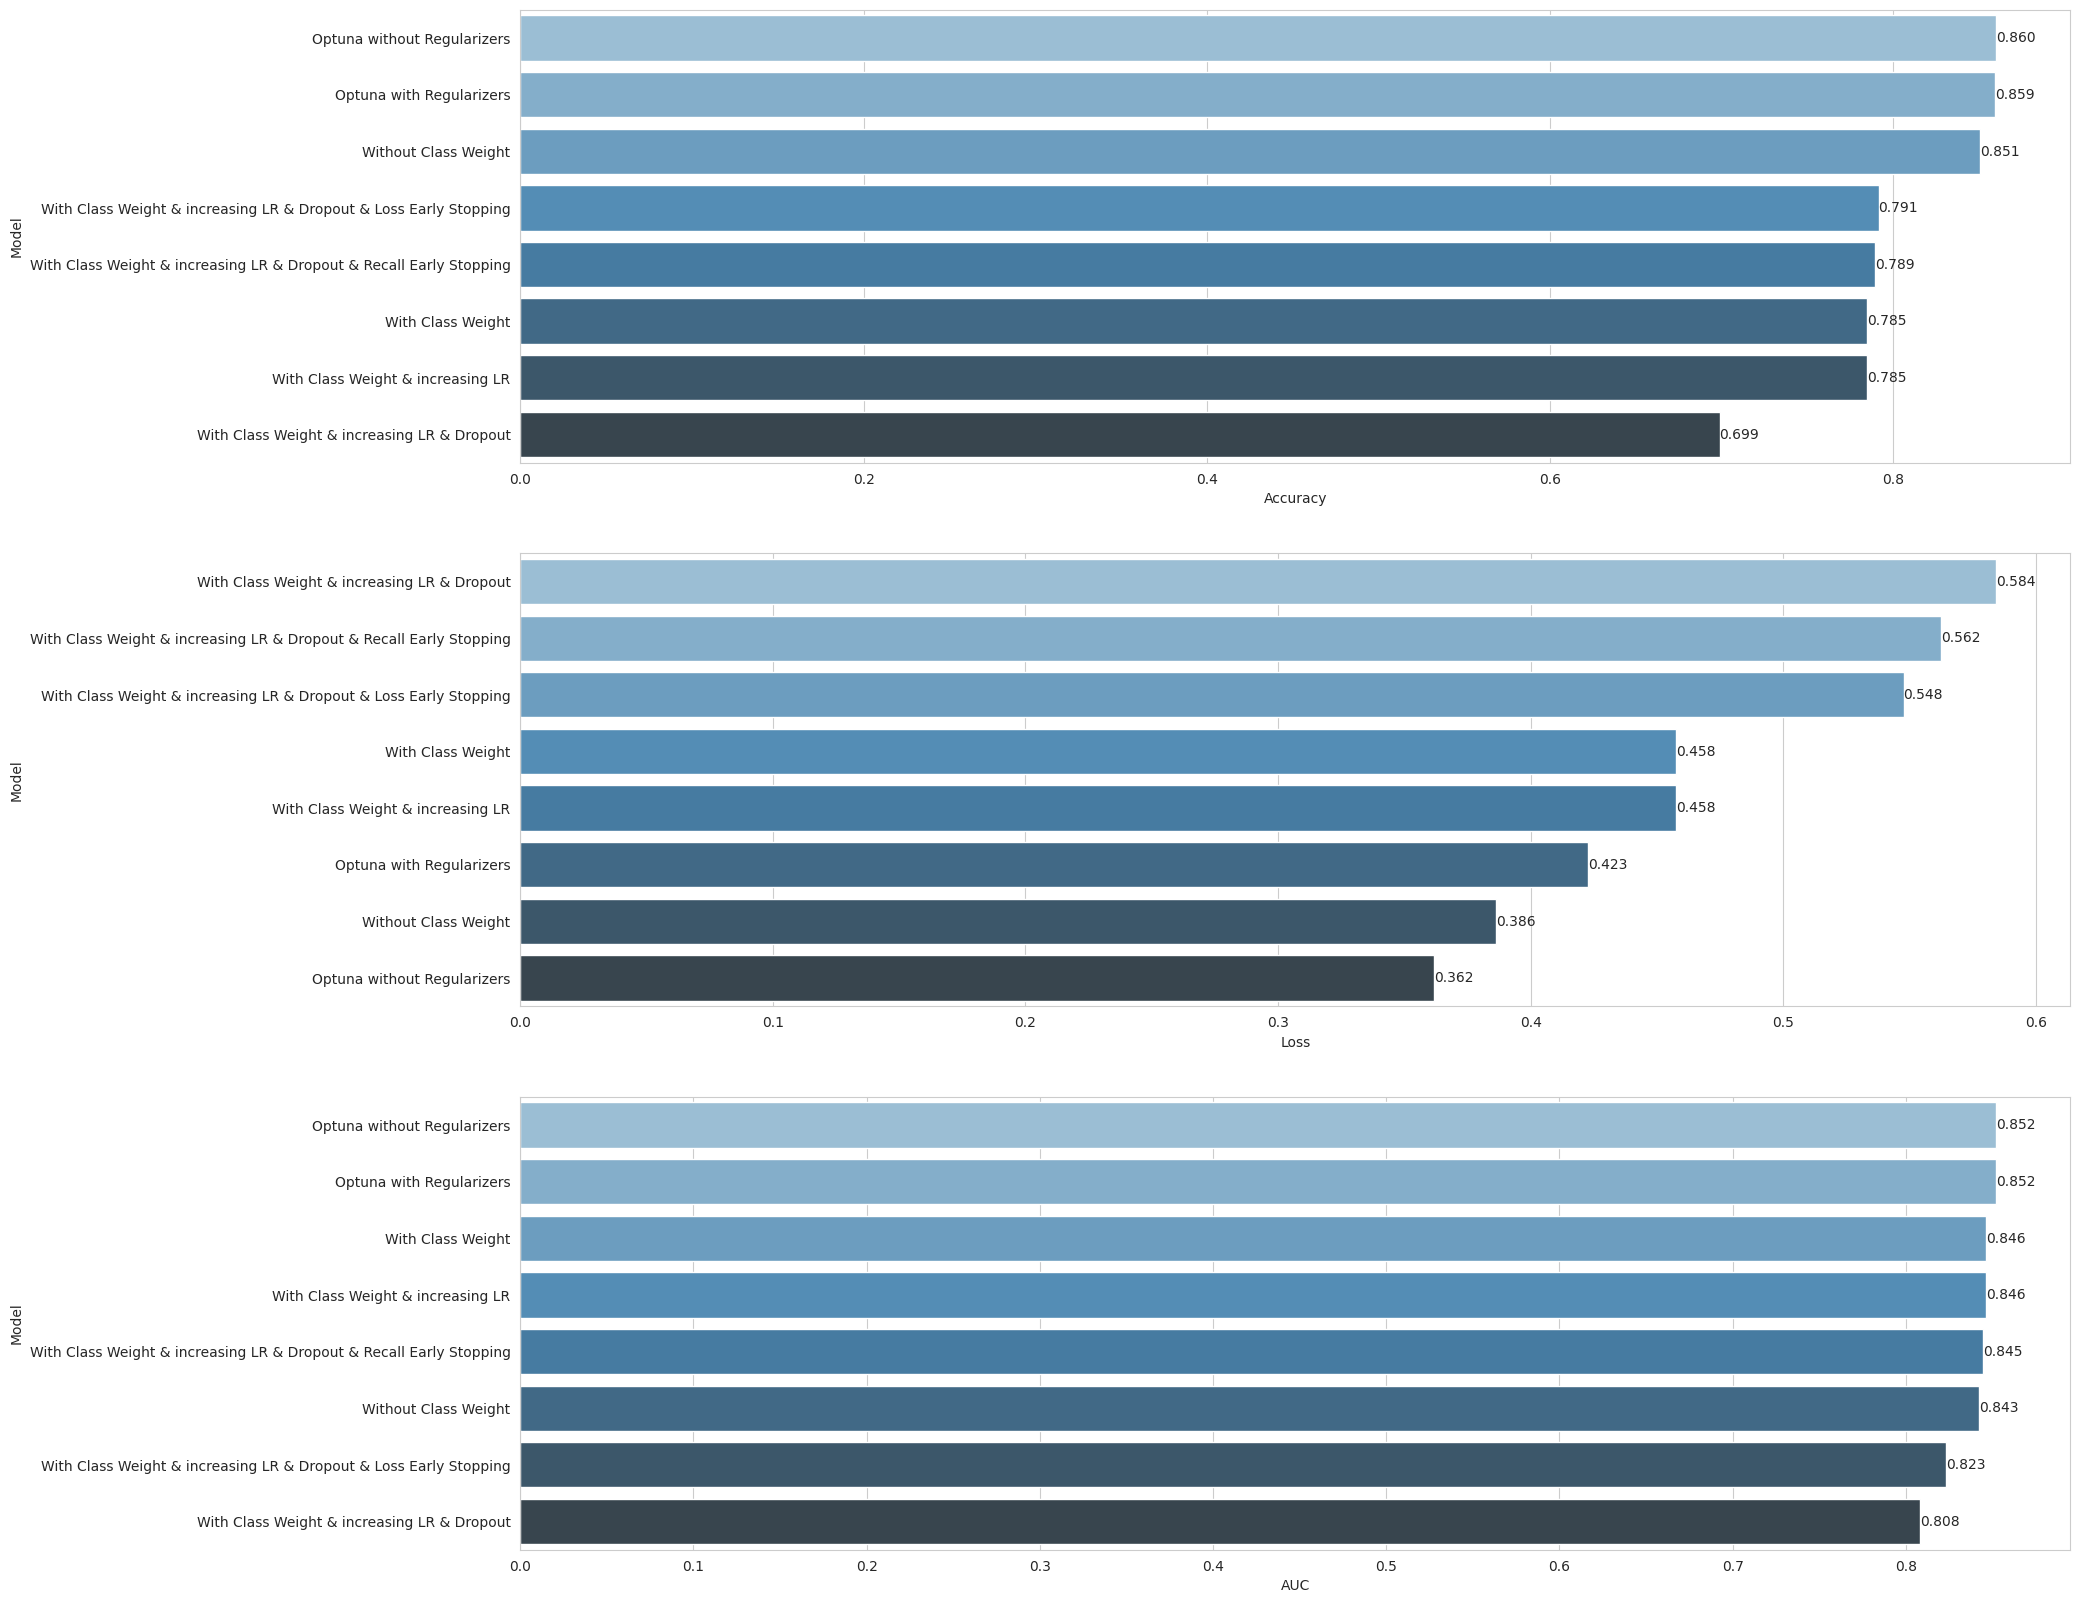 Optuna without Regularizers 0.860
Optuna with Regularizers 0.859
Without Class Weight 0.851
With Class Weight & increasing LR & Dropout & Loss Early Stopping 0.791
Model
With Class Weight & increasing LR & Dropout & Recall Early Stopping 0.789
With Class Weight 0.785
With Class Weight & increasing LR 0.785
With Class Weight & increasing LR & Dropout 0.699
0.0 0.2 0.4 0.6 0.8
Accuracy
With Class Weight & increasing LR & Dropout 0.584
With Class Weight & increasing LR & Dropout & Recall Early Stopping 0.562
With Class Weight & increasing LR & Dropout & Loss Early Stopping 0.548
With Class Weight 0.458
Model
With Class Weight & increasing LR 0.458
Optuna with Regularizers 0.423
Without Class Weight 0.386
Optuna without Regularizers 0.362
0.0 0.1 0.2 0.3 0.4 0.5 0.6
Loss
Optuna without Regularizers 0.852
Optuna with Regularizers 0.852
With Class Weight 0.846
With Class Weight & increasing LR 0.846
Model
With Class Weight & increasing LR & Dropout & Recall Early Stopping 0.845
Without Class Weight 0.843
With Class Weight & increasing LR & Dropout & Loss Early Stopping 0.823
With Class Weight & increasing LR & Dropout 0.808
0.0 0.1 0.2 0.3 0.4 0.5 0.6 0.7 0.8
AUC